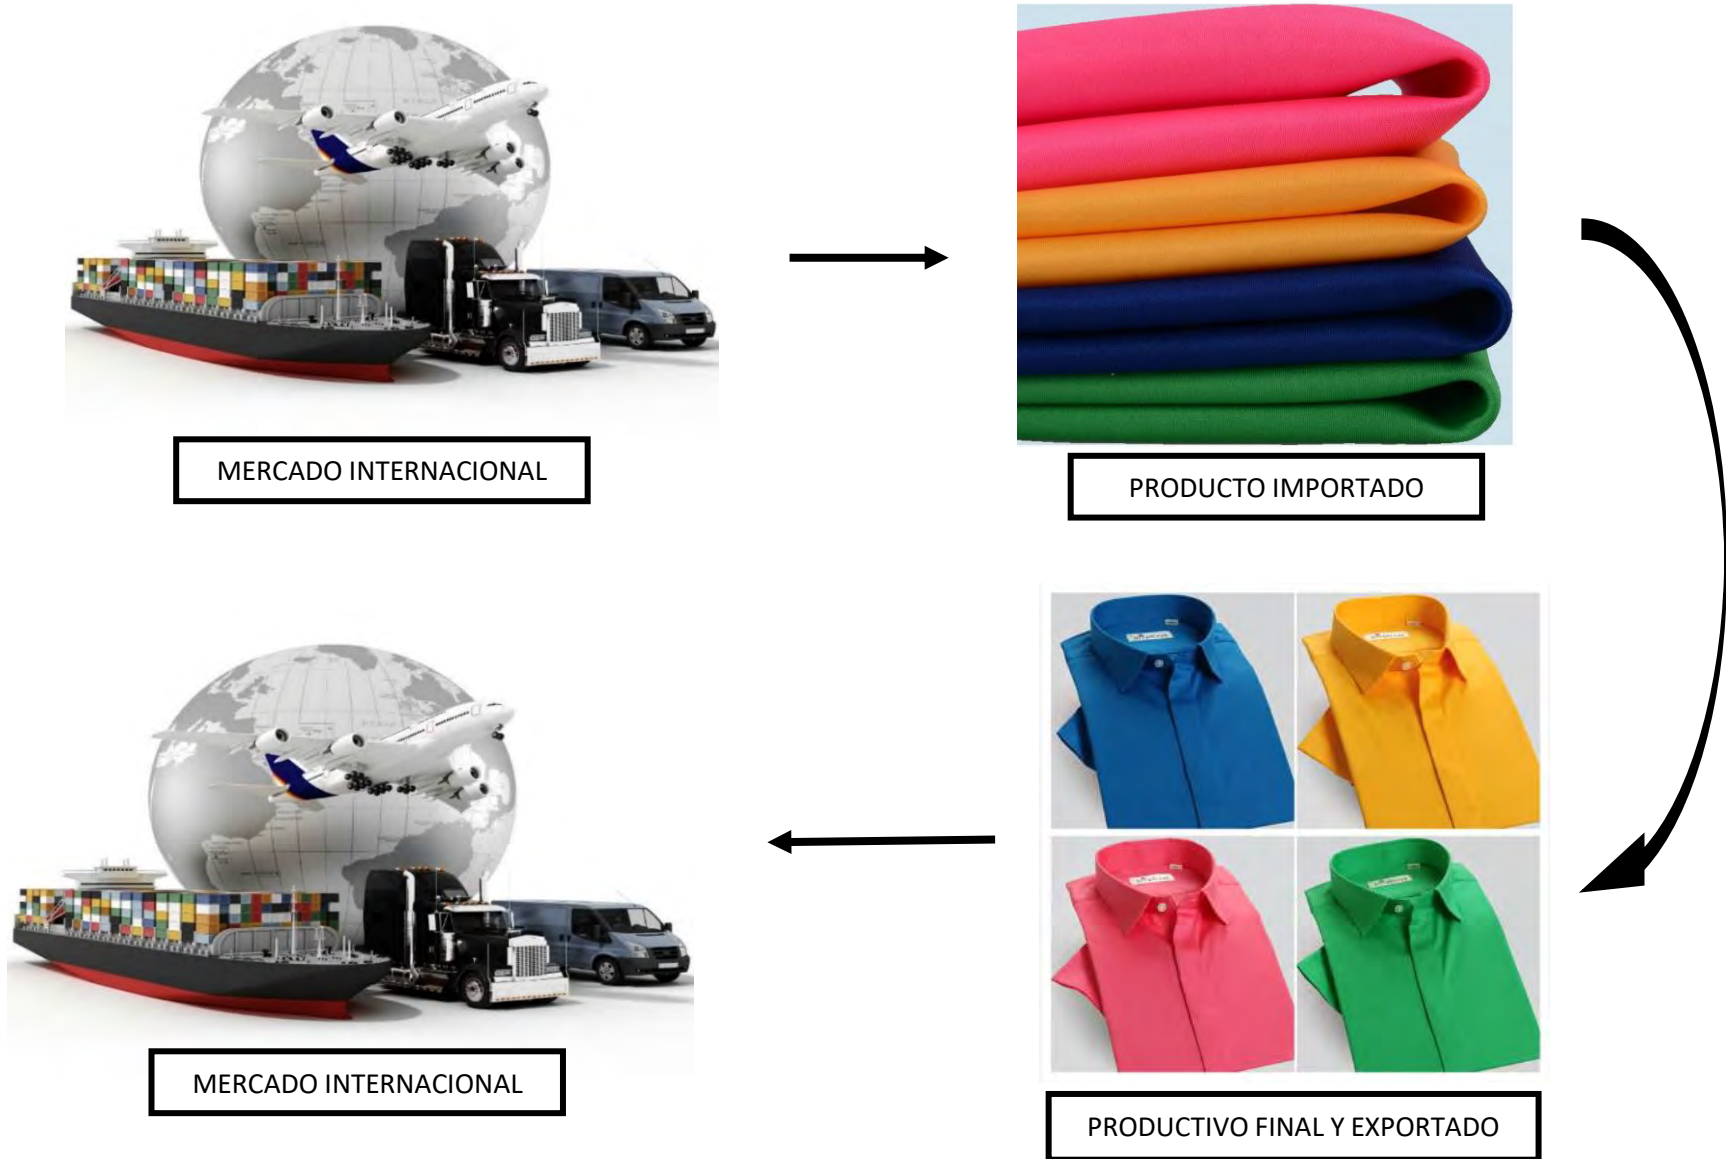 MERCADO INTERNACIONAL
PRODUCTO IMPORTADO
MERCADO INTERNACIONAL
PRODUCTIVO FINAL Y EXPORTADO